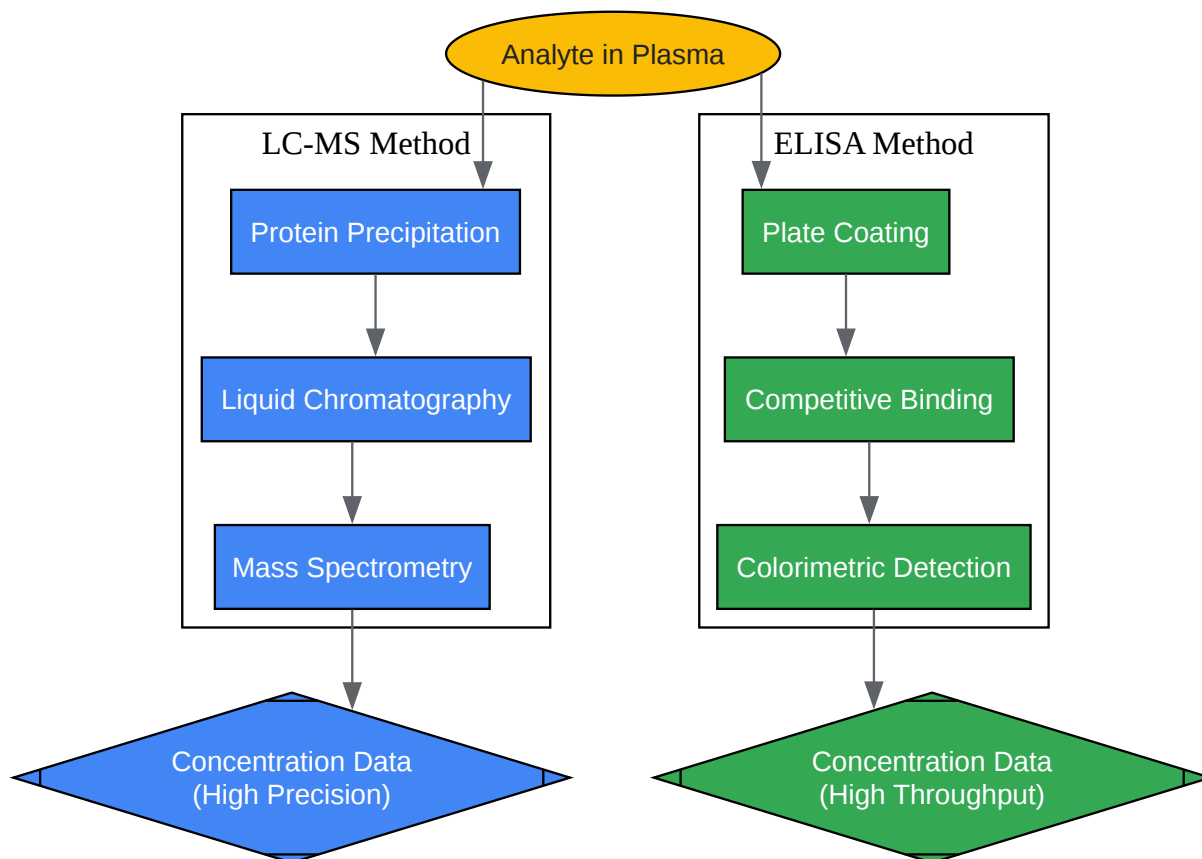 Analyte in Plasma
LC-MS Method
Protein Precipitation
Liquid Chromatography
Mass Spectrometry
Concentration Data
(High Precision)
ELISA Method
Plate Coating
Competitive Binding
Colorimetric Detection
Concentration Data
(High Throughput)